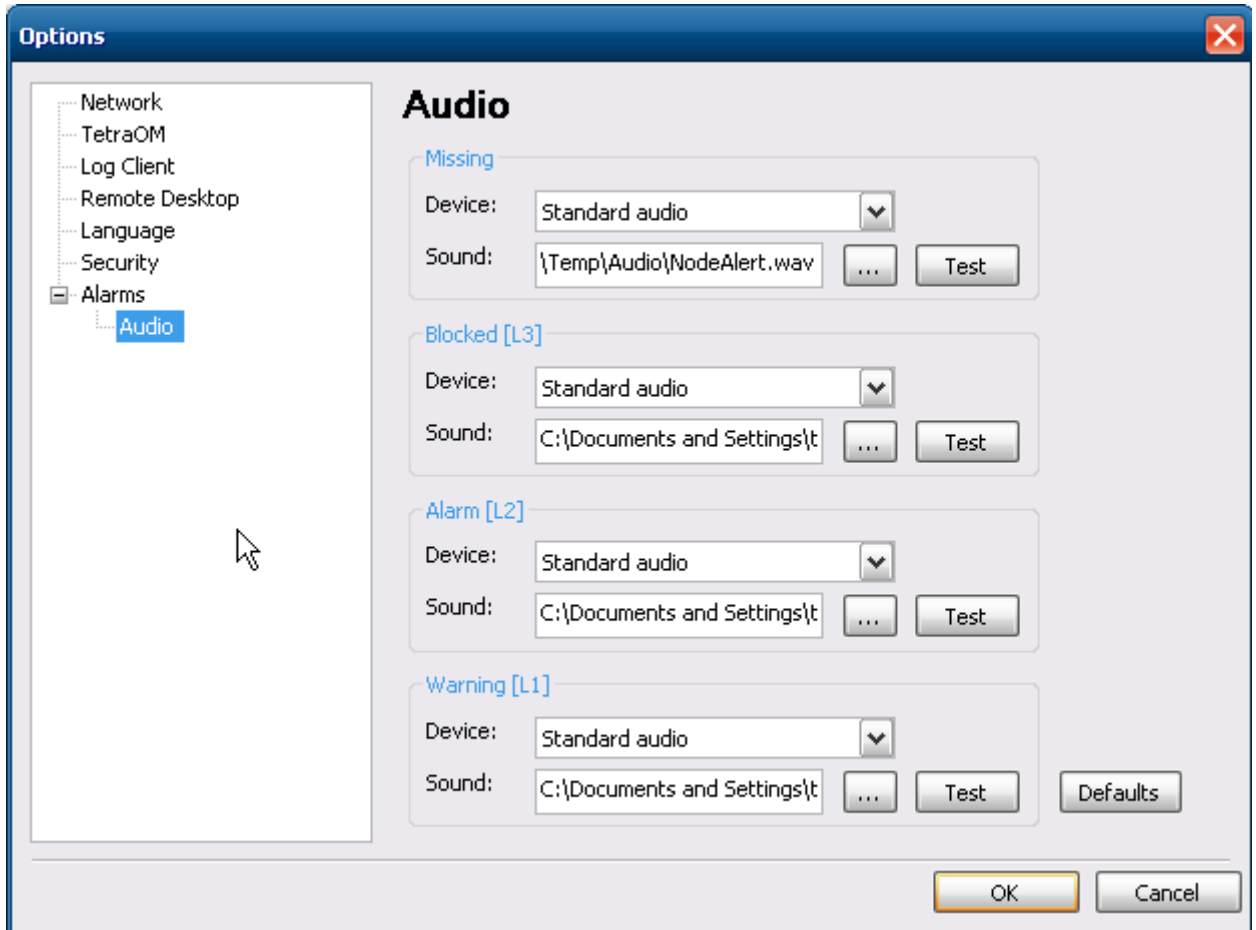 Options
Network
TetraOM
Log Client
Remote Desktop
Language
Security
Alarms
Audio
Audio
Missing
Device:
Standard audio
Sound:
\Temp\Audio\NodeAlert.wav
...
Test
Blocked [L3]
Device:
Standard audio
Sound:
C:\Documents and Settings\t
...
Test
Alarm [L2]
Device:
Standard audio
Sound:
C:\Documents and Settings\t
...
Test
Warning [L1]
Device:
Standard audio
Sound:
C:\Documents and Settings\t
...
Test
Defaults
OK
Cancel